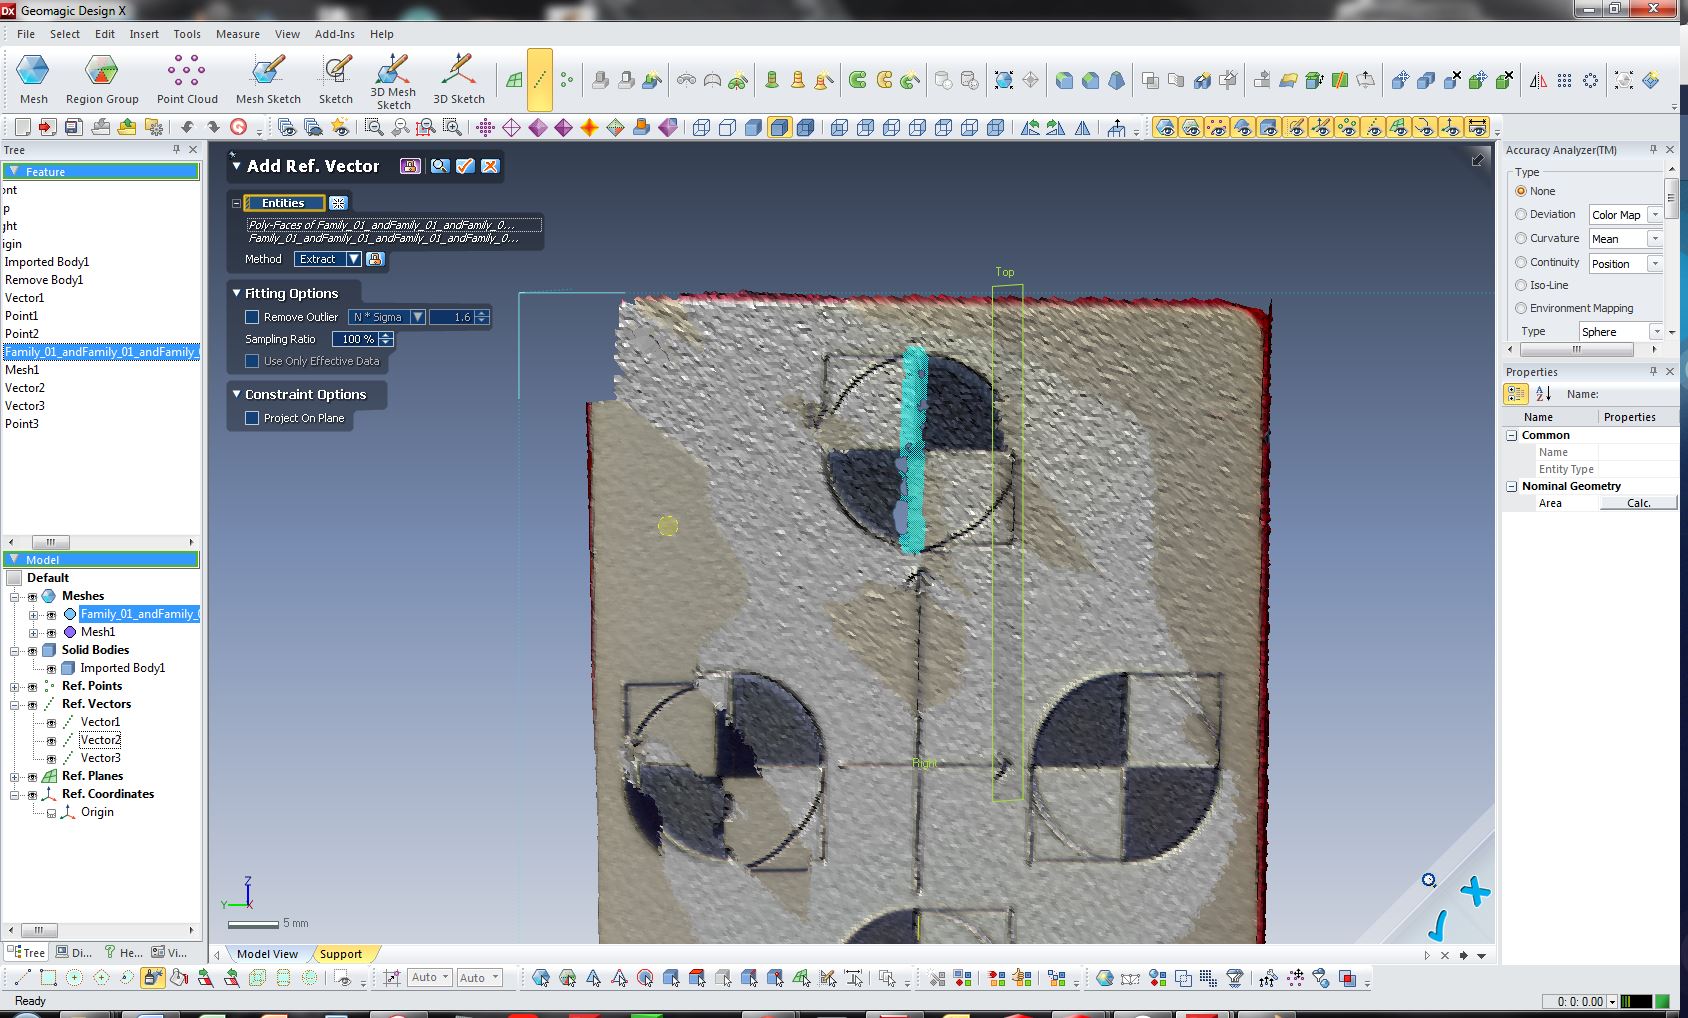 DX Geomagic Design X
File Select Edit Insert Tools Measure View Add-Ins Help
Mesh Region Group Point Cloud Mesh Sketch Sketch 3D Mesh Sketch 3D Sketch
Tree
Feature
ont
p
ght
igin
Imported Body1
Remove Body1
Vector1
Point1
Point2
Family_01_andFamily_01_andFamily_
Mesh1
Vector2
Vector3
Point3
Model
Default
Meshes
Family_01_andFamily_
Mesh1
Solid Bodies
Imported Body1
Ref. Points
Ref. Vectors
Vector1
Vector2
Vector3
Ref. Planes
Ref. Coordinates
Origin
Tree Di... He... Vi...
Add Ref. Vector
Entities
Poly-Faces of Family_01_andFamily_01_andFamily_0...
Family_01_andFamily_01_andFamily_01_andFamily_0...
Method Extract
Fitting Options
Remove Outlier N * Sigma 1.6
Sampling Ratio 100 %
Use Only Effective Data
Constraint Options
Project On Plane
Top
Right
Z
Y X
5 mm
Model View Support
Accuracy Analyzer(TM)
Type
None
Deviation Color Map
Curvature Mean
Continuity Position
Iso-Line
Environment Mapping
Type Sphere
Properties
Name:
Name Properties
Common
Name
Entity Type
Nominal Geometry
Area Calc.
Auto Auto
Ready
0: 0: 0.00